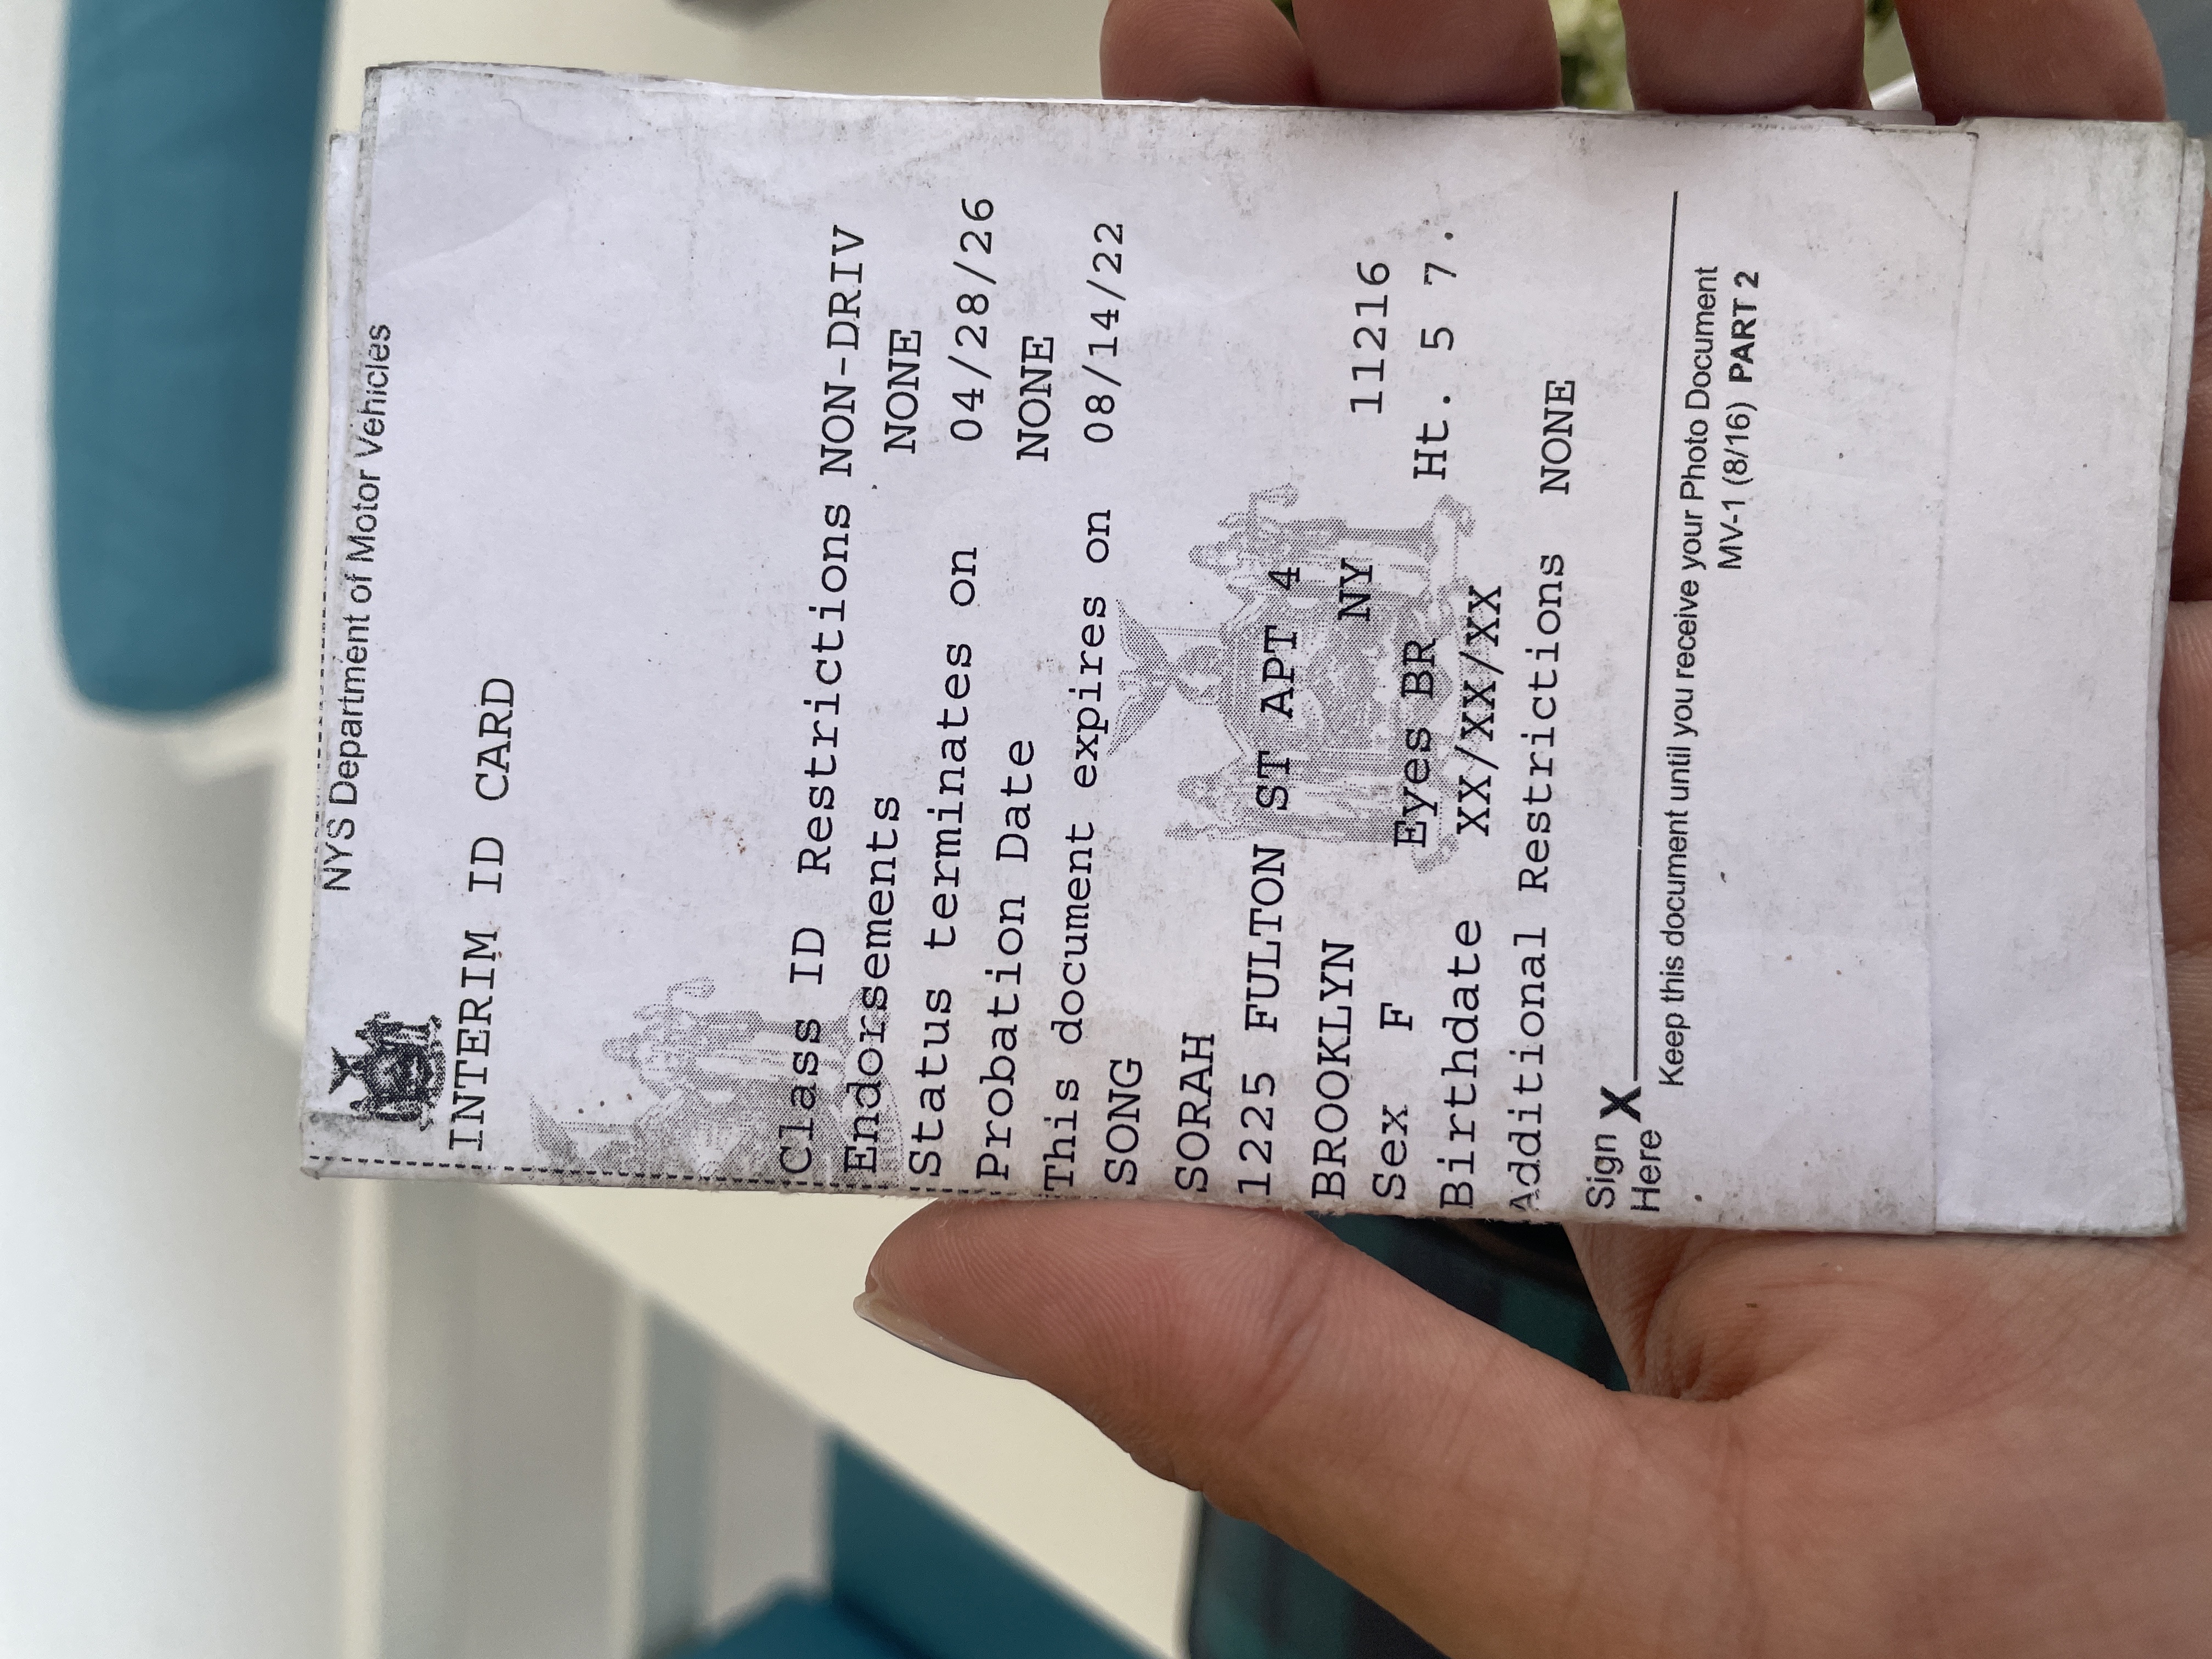 NYS Department of Motor Vehicles
INTERIM ID CARD
Class ID Restrictions NON-DRIV
Endorsements NONE
Status terminates on 04/28/26
Probation Date NONE
This document expires on 08/14/22
SONG
SORAH
1225 FULTON ST APT 4
BROOKLYN NY 11216
Sex F Eyes BR Ht. 5 7.
Birthdate XX/XX/XX
Additional Restrictions NONE
Sign
Here X
Keep this document until you receive your Photo Document
MV-1 (8/16) PART 2